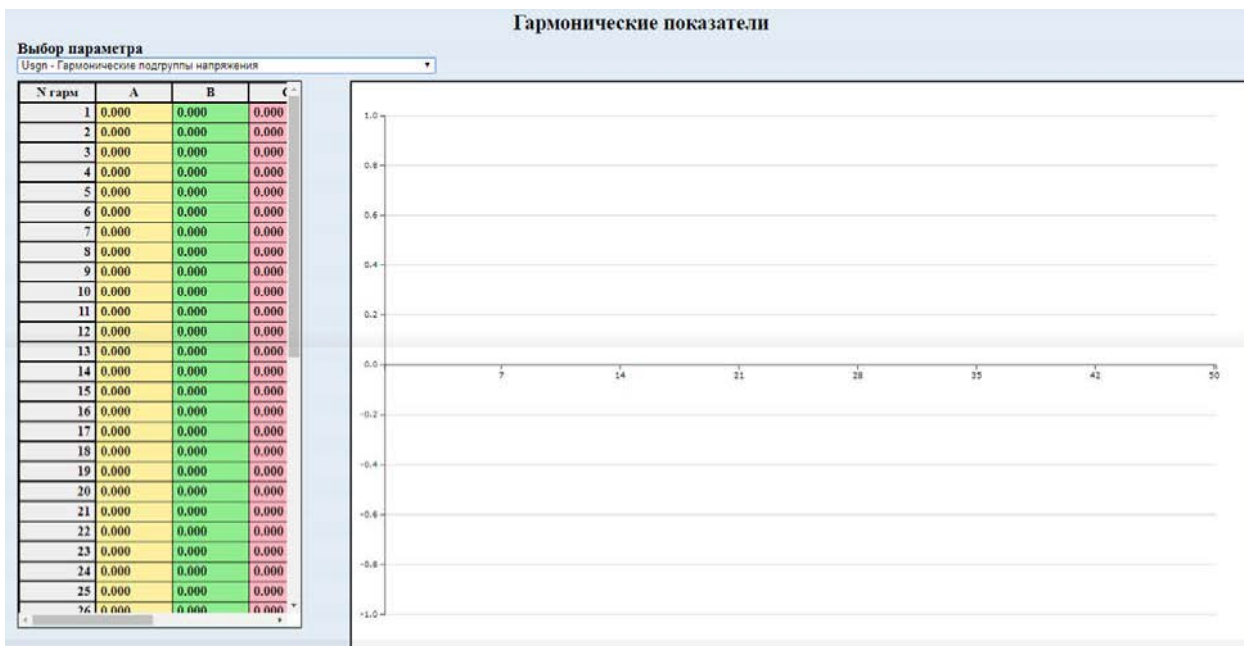 Гармонические показатели
Выбор параметра
Usgn - Гармонические подгруппы напряжения
N гарм A B
1 0.000 0.000 0.000
2 0.000 0.000 0.000
3 0.000 0.000 0.000
4 0.000 0.000 0.000
5 0.000 0.000 0.000
6 0.000 0.000 0.000
7 0.000 0.000 0.000
8 0.000 0.000 0.000
9 0.000 0.000 0.000
10 0.000 0.000 0.000
11 0.000 0.000 0.000
12 0.000 0.000 0.000
13 0.000 0.000 0.000
14 0.000 0.000 0.000
15 0.000 0.000 0.000
16 0.000 0.000 0.000
17 0.000 0.000 0.000
18 0.000 0.000 0.000
19 0.000 0.000 0.000
20 0.000 0.000 0.000
21 0.000 0.000 0.000
22 0.000 0.000 0.000
23 0.000 0.000 0.000
24 0.000 0.000 0.000
25 0.000 0.000 0.000
26 0.000 0.000 0.000
1.0
0.8
0.6
0.4
0.2
0.0
7 14 21 28 35 42 50
-0.2
-0.4
-0.6
-0.8
-1.0